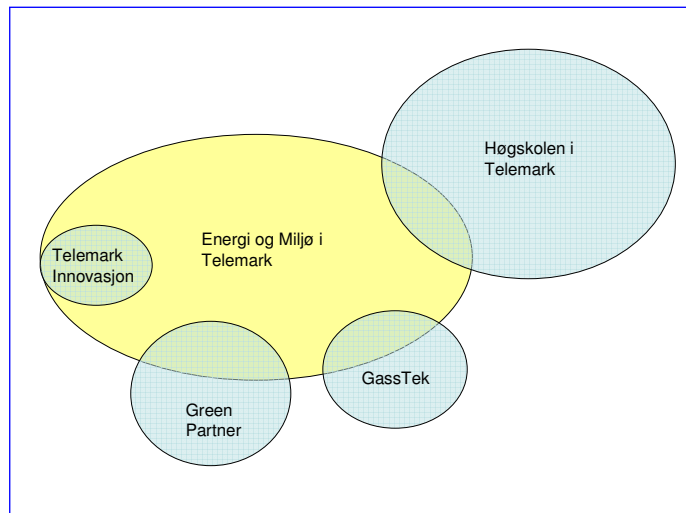 Høgskolen i
Telemark
Energi og Miljø i
Telemark
Telemark
Innovasjon
GassTek
Green
Partner